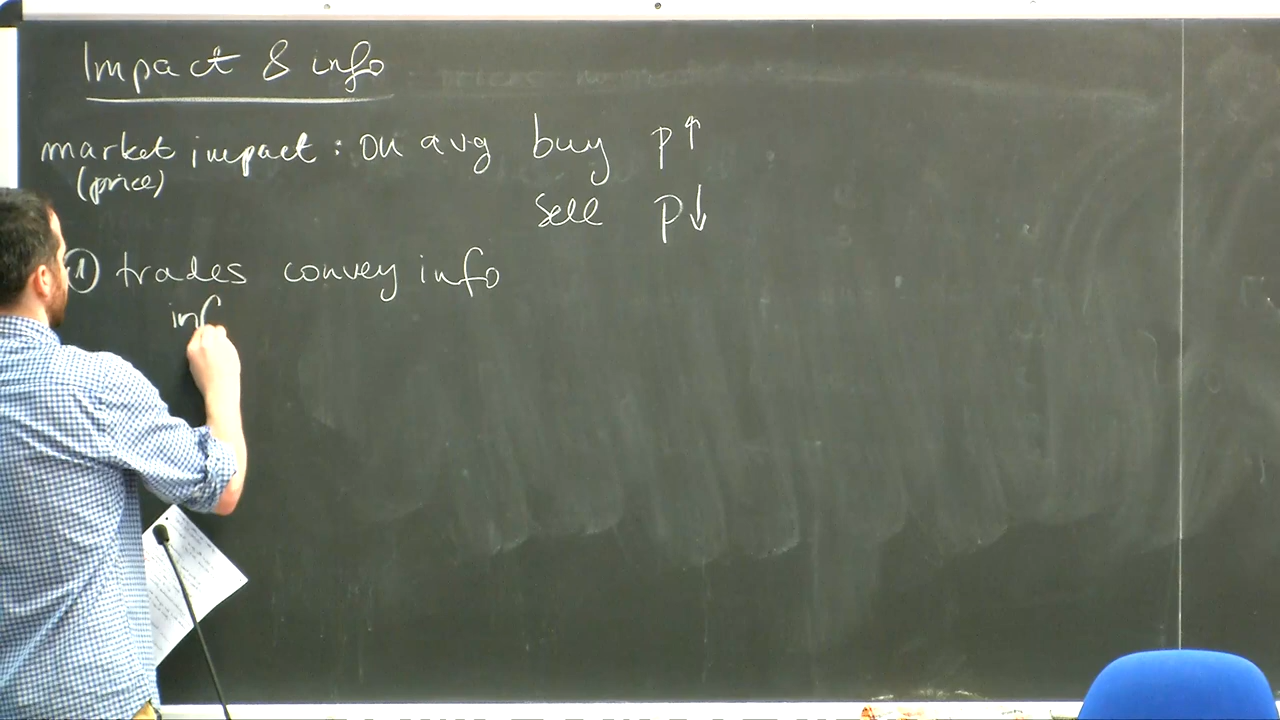 Impact & info
market impact : on avg buy p↑
(price)
sell p↓
① trades convey info
inf